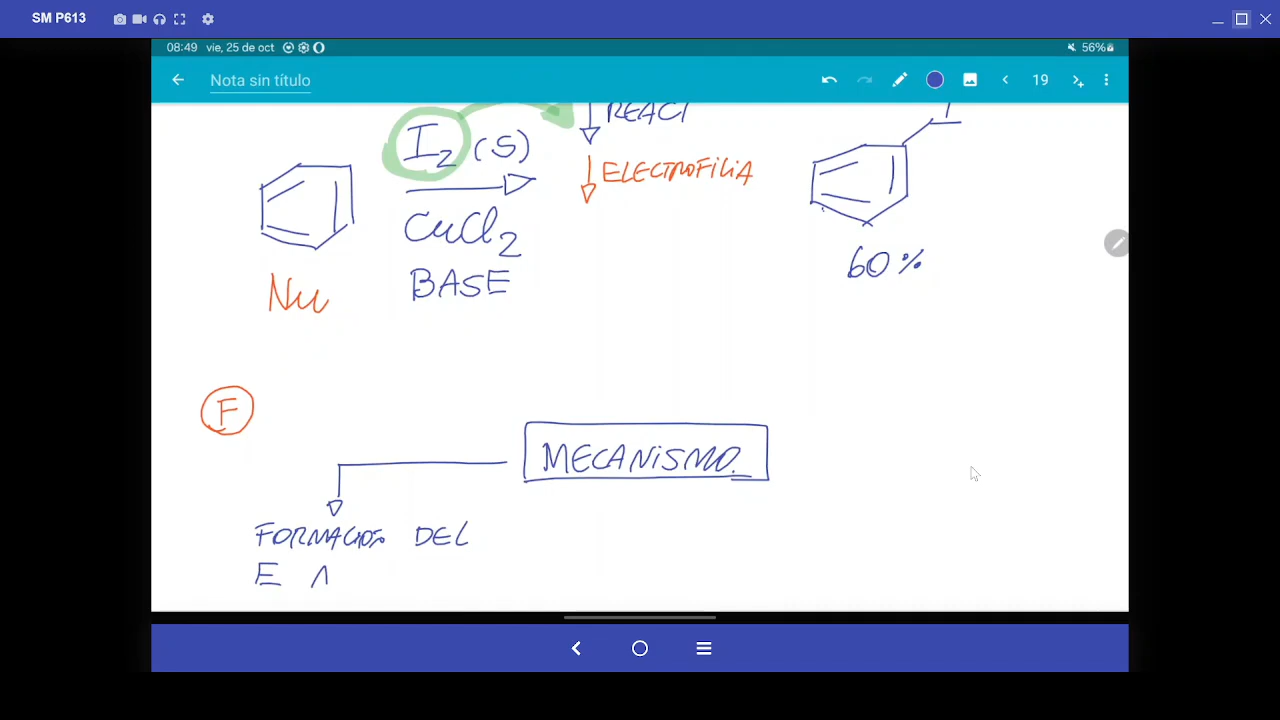 SM P613
08:49 vie, 25 de oct
56%
Nota sin título
19
REACT
I2 (S)
ELECTROFILIA
CuCl2
60 %
BASE
Nu
F
MECANISMO.
FORMACION DEL
E A